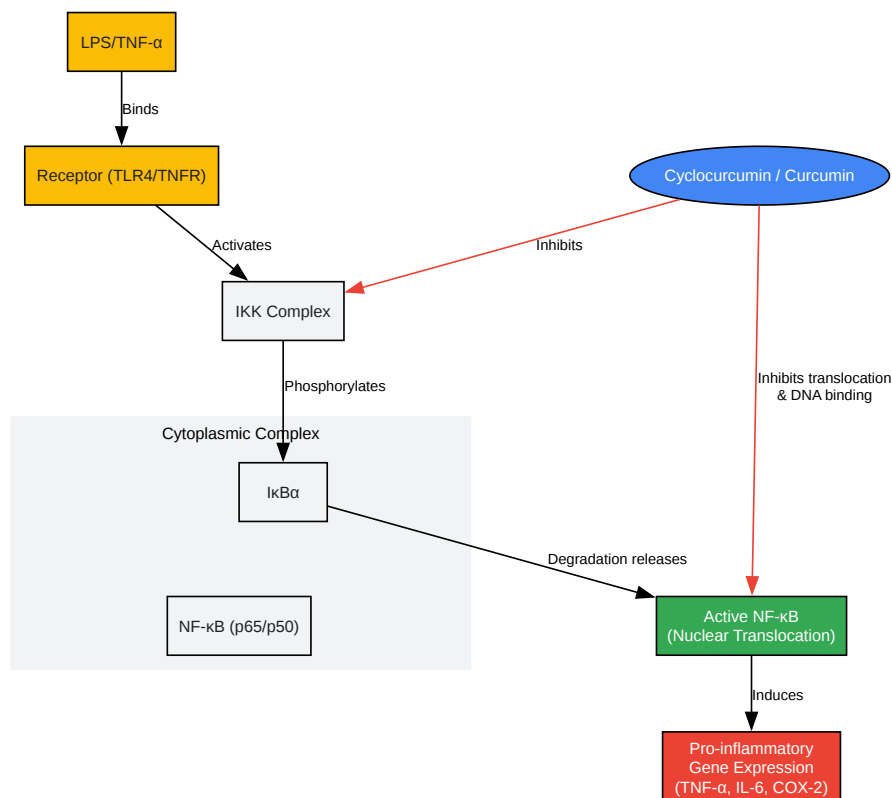 LPS/TNF-α
Binds
Receptor (TLR4/TNFR)
Cyclocurcumin / Curcumin
Activates
Inhibits
IKK Complex
Phosphorylates
Inhibits translocation
& DNA binding
Cytoplasmic Complex
IκBα
Degradation releases
NF-κB (p65/p50)
Active NF-κB
(Nuclear Translocation)
Induces
Pro-inflammatory
Gene Expression
(TNF-α, IL-6, COX-2)